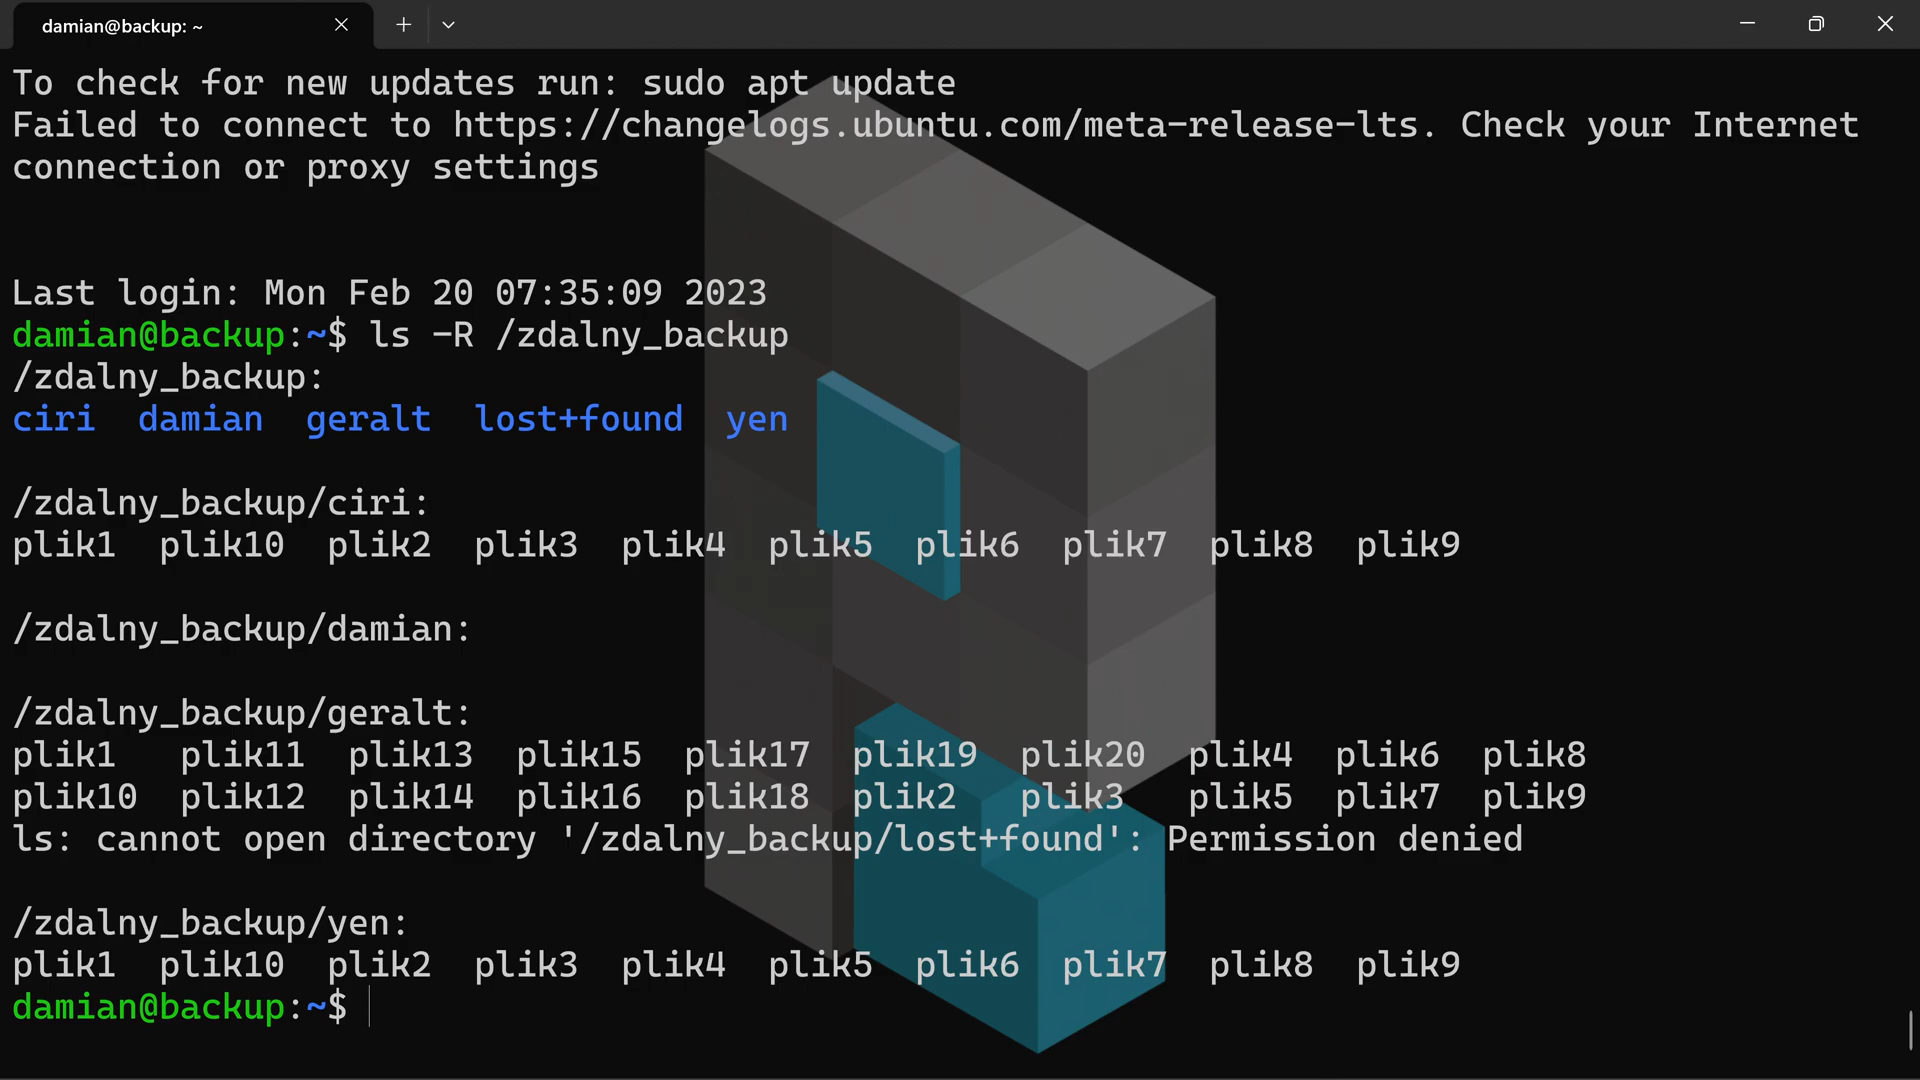 damian@backup: ~
To check for new updates run: sudo apt update
Failed to connect to https://changelogs.ubuntu.com/meta-release-lts. Check your Internet
connection or proxy settings
Last login: Mon Feb 20 07:35:09 2023
damian@backup:~$ ls -R /zdalny_backup
/zdalny_backup:
ciri  damian  geralt  lost+found  yen
/zdalny_backup/ciri:
plik1  plik10  plik2  plik3  plik4  plik5  plik6  plik7  plik8  plik9
/zdalny_backup/damian:
/zdalny_backup/geralt:
plik1   plik11  plik13  plik15  plik17  plik19  plik20  plik4  plik6  plik8
plik10  plik12  plik14  plik16  plik18  plik2   plik3   plik5  plik7  plik9
ls: cannot open directory '/zdalny_backup/lost+found': Permission denied
/zdalny_backup/yen:
plik1  plik10  plik2  plik3  plik4  plik5  plik6  plik7  plik8  plik9
damian@backup:~$